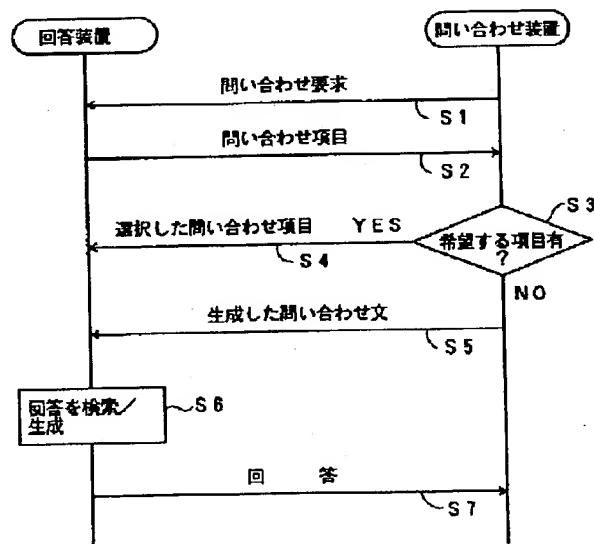 回答装置
問い合わせ装置
問い合わせ要求
S1
問い合わせ項目
S2
S3
選択した問い合わせ項目 YES
希望する項目有
?
S4
NO
生成した問い合わせ文
S5
回答を検索/
生成
S6
回 答
S7